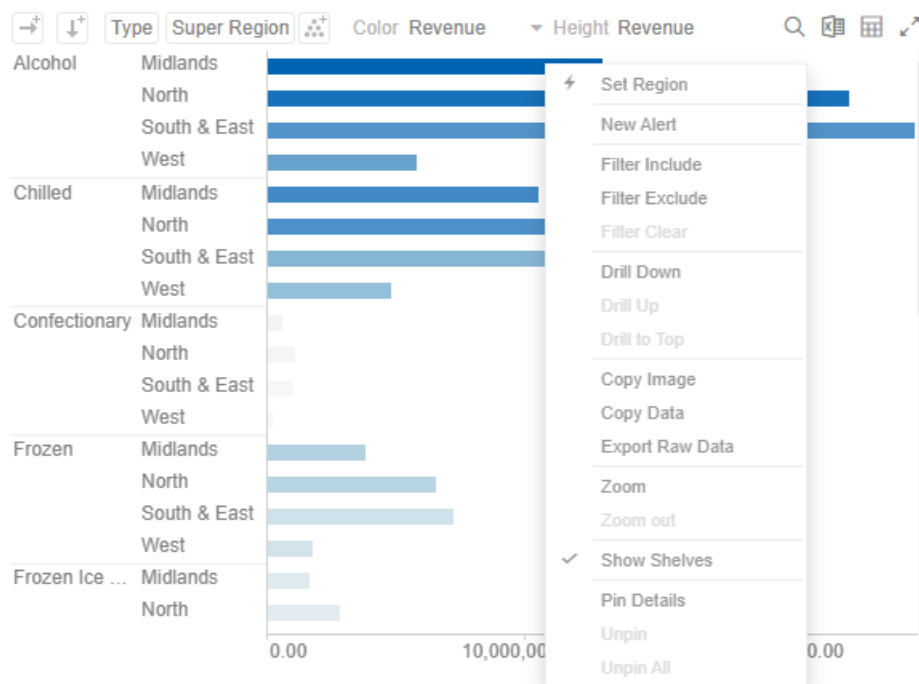 Type Super Region Color Revenue Height Revenue
Alcohol Midlands
North
South & East
West
Chilled Midlands
North
South & East
West
Confectionary Midlands
North
South & East
West
Frozen Midlands
North
South & East
West
Frozen Ice ... Midlands
North
0.00 10,000,00 0.00
Set Region
New Alert
Filter Include
Filter Exclude
Filter Clear
Drill Down
Drill Up
Drill to Top
Copy Image
Copy Data
Export Raw Data
Zoom
Zoom out
Show Shelves
Pin Details
Unpin
Unpin All